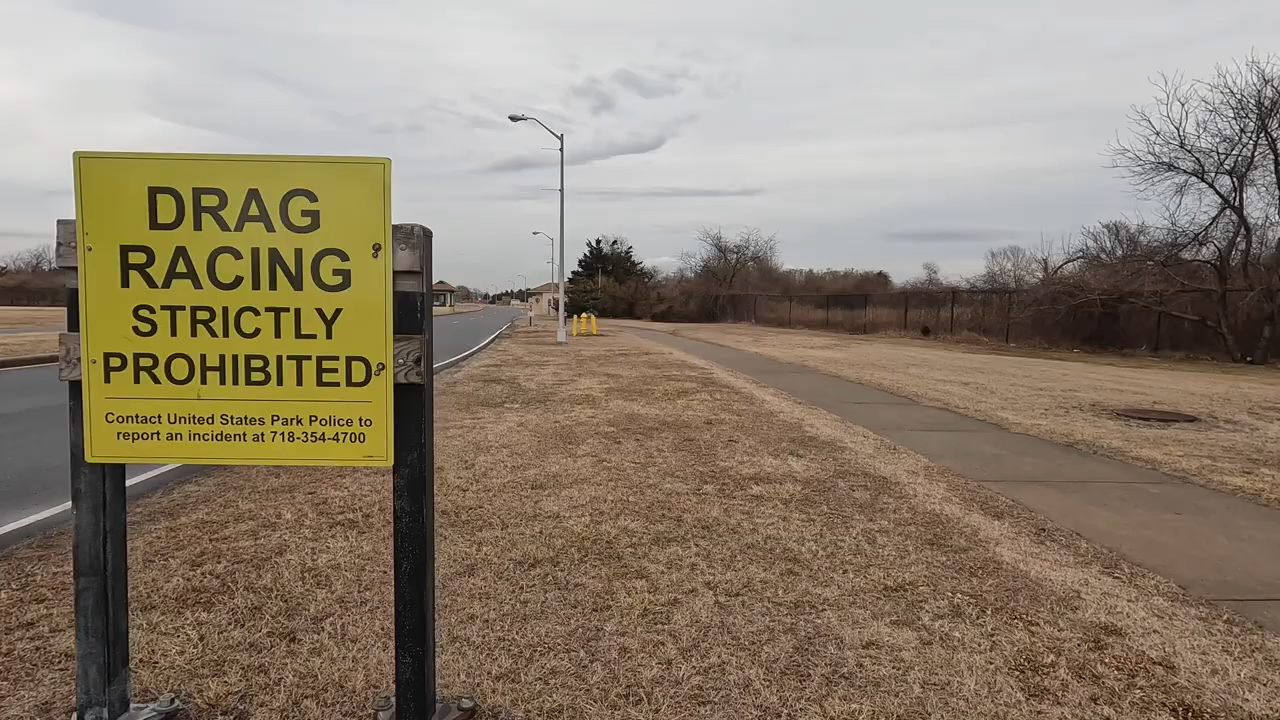 DRAG
RACING
STRICTLY
PROHIBITED
Contact United States Park Police to
report an incident at 718-354-4700